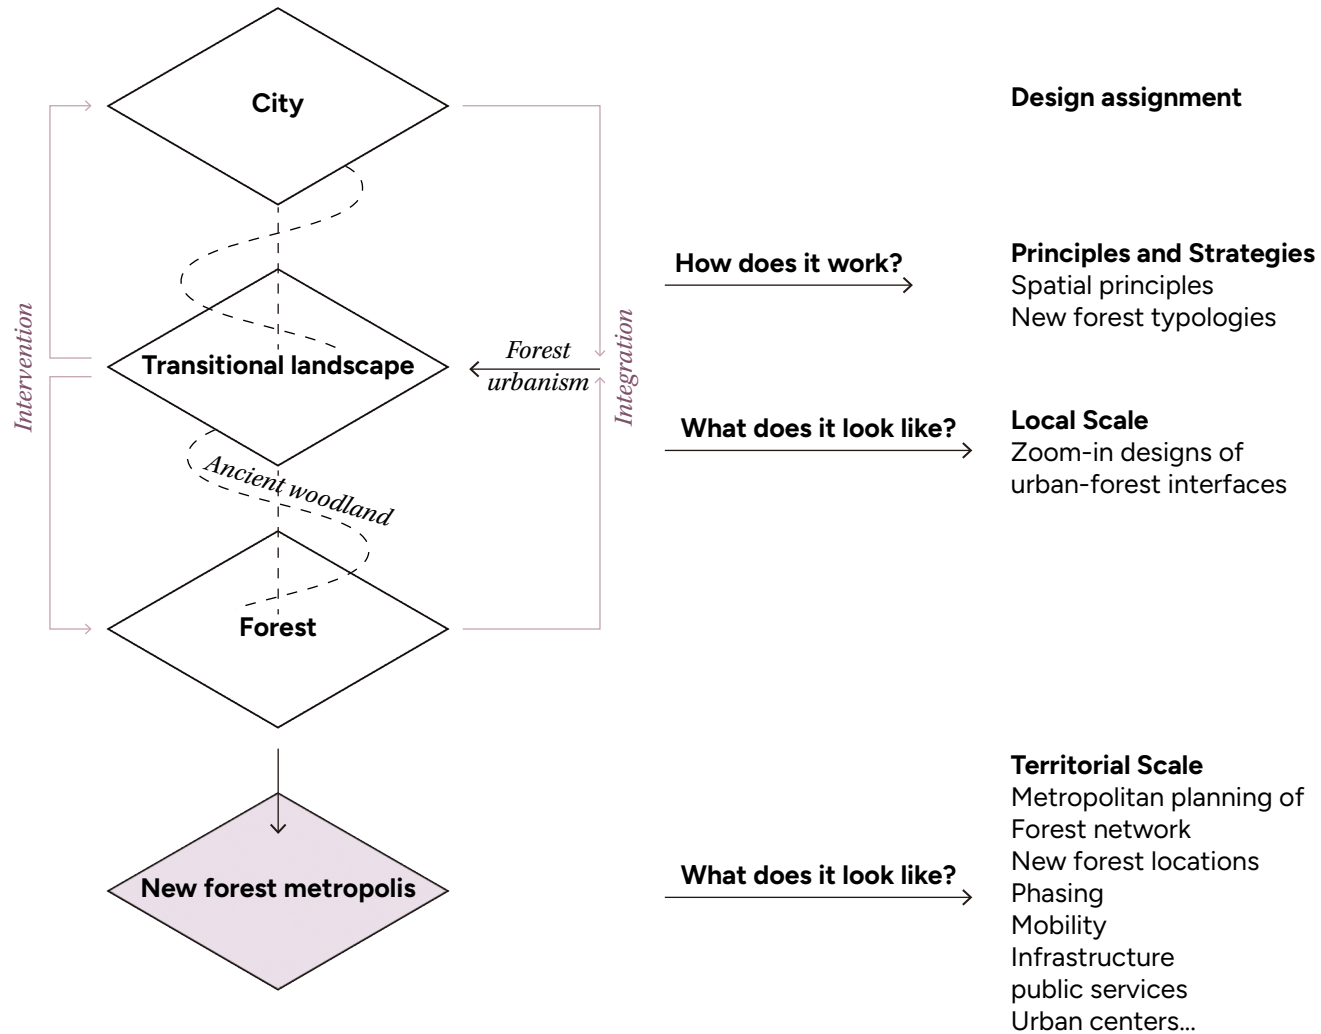 City
Design assignment
How does it work?
Principles and Strategies
Spatial principles
New forest typologies
Intervention
Transitional landscape
Forest
urbanism
Integration
What does it look like?
Local Scale
Zoom-in designs of
urban-forest interfaces
Ancient woodland
Forest
New forest metropolis
What does it look like?
Territorial Scale
Metropolitan planning of
Forest network
New forest locations
Phasing
Mobility
Infrastructure
public services
Urban centers...